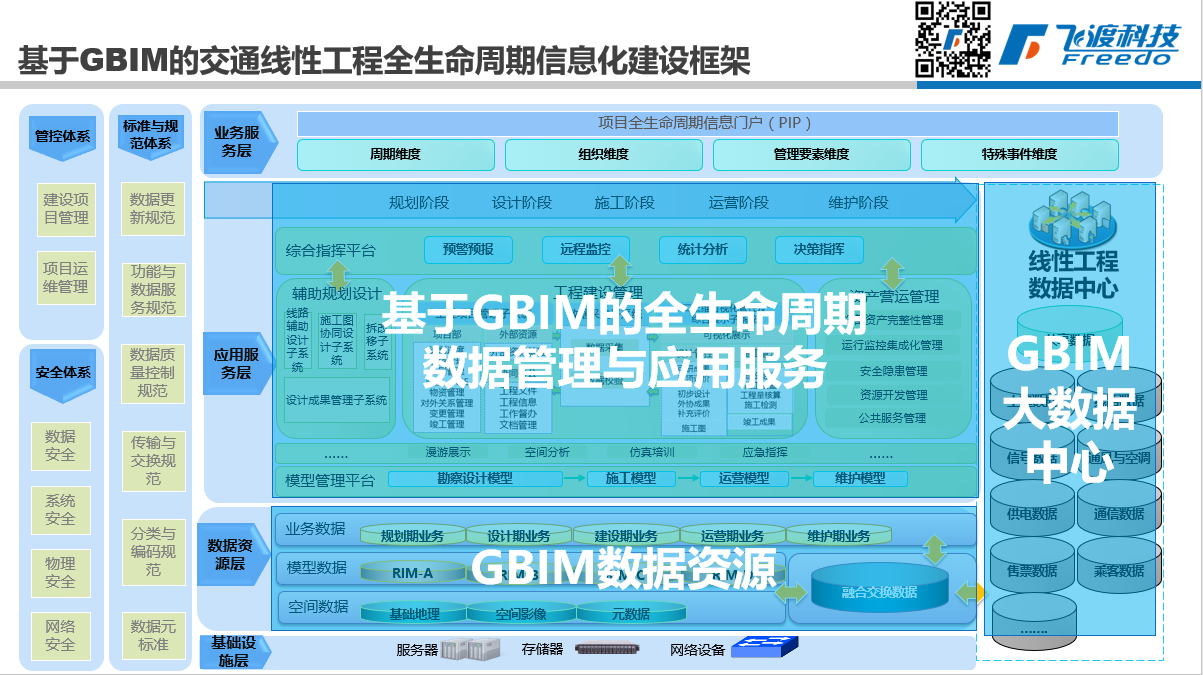 基于GBIM的交通线性工程全生命周期信息化建设框架
飞渡科技
Freedo
管控体系
建设项
目管理
项目运
维管理
安全体系
数据
安全
系统
安全
物理
安全
网络
安全
标准与规
范体系
数据更
新规范
功能与
数据服
务规范
数据质
量控制
规范
传输与
交换规
范
分类与
编码规
范
数据元
标准
业务服
务层
项目全生命周期信息门户（PIP）
周期维度
组织维度
管理要素维度
特殊事件维度
应用服
务层
规划阶段
设计阶段
施工阶段
运营阶段
维护阶段
综合指挥平台
预警预报
远程监控
统计分析
决策指挥
辅助规划设计
线路
辅助
设计
子系
统
施工图
协同设
计子系
统
拆改
移子
系统
设计成果管理子系统
工程建设管理
项目部
外部资源
可视化展示
物资管理
对外关系管理
变更管理
竣工管理
工程文件
工程信息
工作督办
文档管理
初步设计
外协成果
补充评价
施工图
工程量核算
施工检测
竣工成果
资产营运管理
资产完整性管理
运行监控集成化管理
安全隐患管理
资源开发管理
公共服务管理
基于GBIM的全生命周期
数据管理与应用服务
......
漫游展示
空间分析
仿真培训
应急指挥
......
模型管理平台
勘察设计模型
施工模型
运营模型
维护模型
数据资
源层
业务数据
规划期业务
设计期业务
建设期业务
运营期业务
维护期业务
模型数据
RIM-A
GBIM数据资源
空间数据
基础地理
空间影像
元数据
融合交换数据
基础设
施层
服务器
存储器
网络设备
线性工程
数据中心
GBIM
大数据
中心
供电数据
通信数据
售票数据
乘客数据
.......